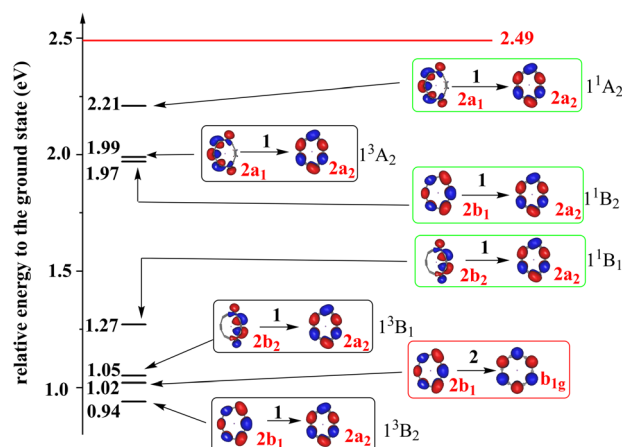 relative energy to the ground state (eV)
2.5
2.0
1.5
1.0
2.49
2.21
1.99
1.97
1.27
1.05
1.02
0.94
2a₁ 1 2a₂ 1¹A₂
2a₁ 1 2a₂ 1³A₂
2b₁ 1 2a₂ 1¹B₂
2b₂ 1 2a₂ 1¹B₁
2b₂ 1 2a₂ 1³B₁
2b₁ 2 b₁g
2b₁ 1 2a₂ 1³B₂